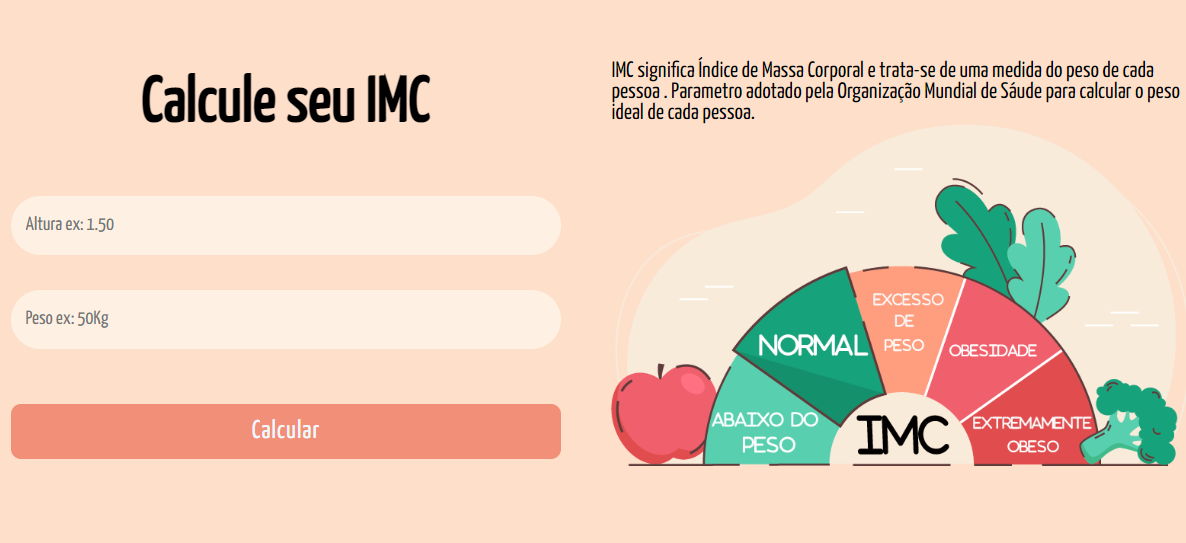 Calcule seu IMC
Altura ex: 1.50
Peso ex: 50Kg
Calcular
IMC significa Índice de Massa Corporal e trata-se de uma medida do peso de cada
pessoa . Parametro adotado pela Organização Mundial de Sáude para calcular o peso
ideal de cada pessoa.
ABAIXO DO
PESO
NORMAL
EXCESSO
DE
PESO
OBESIDADE
EXTREMAMENTE
OBESO
IMC